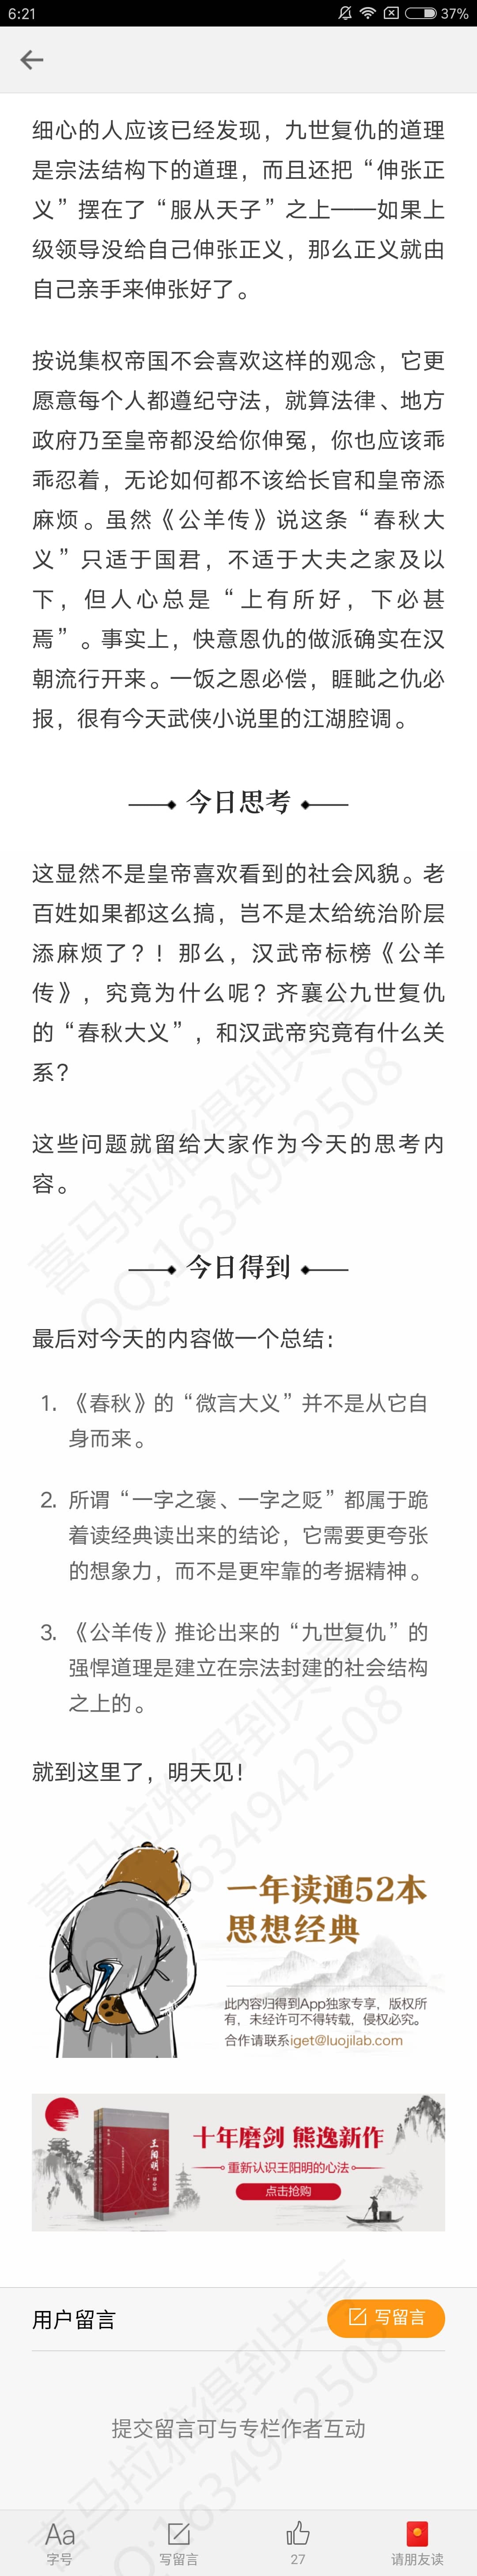 6:21
37%
细心的人应该已经发现，九世复仇的道理
是宗法结构下的道理，而且还把“伸张正
义”摆在了“服从天子”之上——如果上
级领导没给自己伸张正义，那么正义就由
自己亲手来伸张好了。
按说集权帝国不会喜欢这样的观念，它更
愿意每个人都遵纪守法，就算法律、地方
政府乃至皇帝都没给你伸冤，你也应该乖
乖忍着，无论如何都不该给长官和皇帝添
麻烦。虽然《公羊传》说这条“春秋大
义”只适于国君，不适于大夫之家及以
下，但人心总是“上有所好，下必甚
焉”。事实上，快意恩仇的做派确实在汉
朝流行开来。一饭之恩必偿，睚眦之仇必
报，很有今天武侠小说里的江湖腔调。
今日思考
这显然不是皇帝喜欢看到的社会风貌。老
百姓如果都这么搞，岂不是太给统治阶层
添麻烦了？！那么，汉武帝标榜《公羊
传》，究竟为什么呢？齐襄公九世复仇
的“春秋大义”，和汉武帝究竟有什么关
系？
这些问题就留给大家作为今天的思考内
容。
喜马拉雅得到共享
QQ:1634942508
今日得到
最后对今天的内容做一个总结：
1. 《春秋》的“微言大义”并不是从它自
身而来。
2. 所谓“一字之褒、一字之贬”都属于跪
着读经典读出来的结论，它需要更夸张
的想象力，而不是更牢靠的考据精神。
3. 《公羊传》推论出来的“九世复仇”的
强悍道理是建立在宗法封建的社会结构
之上的。
就到这里了，明天见！
喜马拉雅得到共享
QQ:1634942508
一年读通52本
思想经典
此内容归得到App独家专享，版权所
有，未经许可不得转载，侵权必究。
合作请联系iget@luojilab.com
王阳明
十年磨剑 熊逸新作
重新认识王阳明的心法
点击抢购
用户留言
写留言
提交留言可与专栏作者互动
喜马拉雅得到共享
QQ:1634942508
Aa
字号
写留言
27
请朋友读